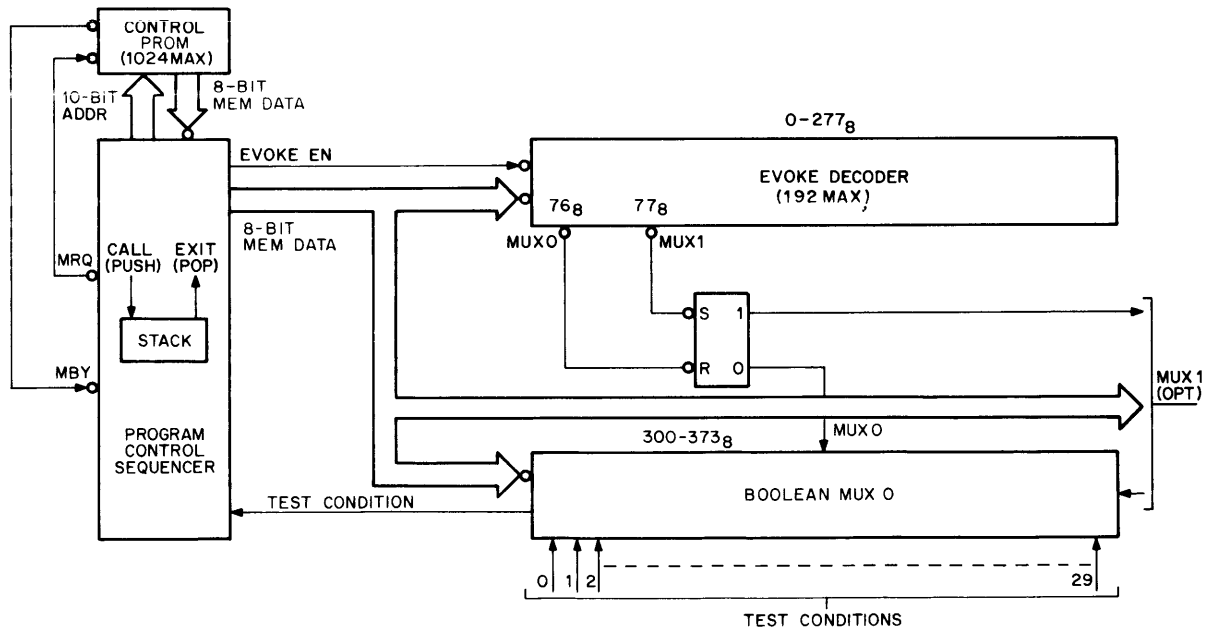 CONTROL
PROM
(1024 MAX)
10-BIT
ADDR
8-BIT
MEM DATA
0-277₈
EVOKE EN
EVOKE DECODER
(192 MAX)
76₈
77₈
8-BIT
MEM DATA
MUX0
MUX1
MRQ
CALL
(PUSH)
EXIT
(POP)
STACK
S 1
R 0
MBY
MUX 1
(OPT)
PROGRAM
CONTROL
SEQUENCER
300-373₈
MUX 0
BOOLEAN MUX 0
TEST CONDITION
0 1 2 29
TEST CONDITIONS